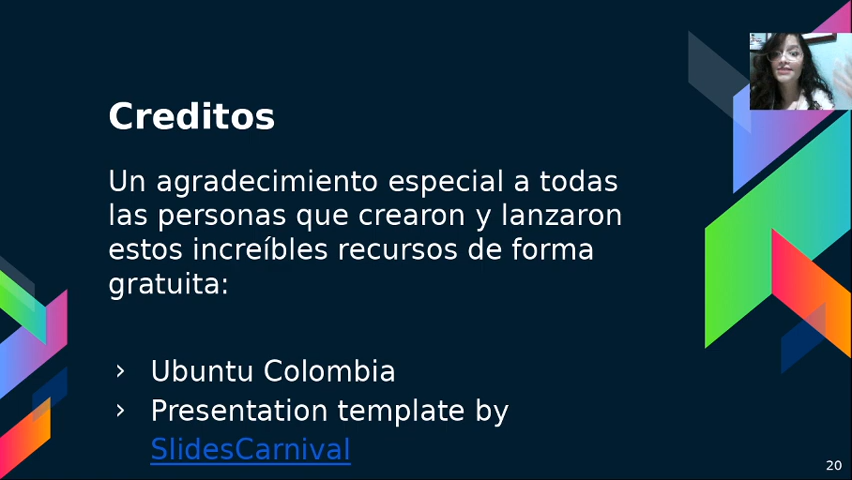 Creditos
Un agradecimiento especial a todas
las personas que crearon y lanzaron
estos increíbles recursos de forma
gratuita:
› Ubuntu Colombia
› Presentation template by
SlidesCarnival
20